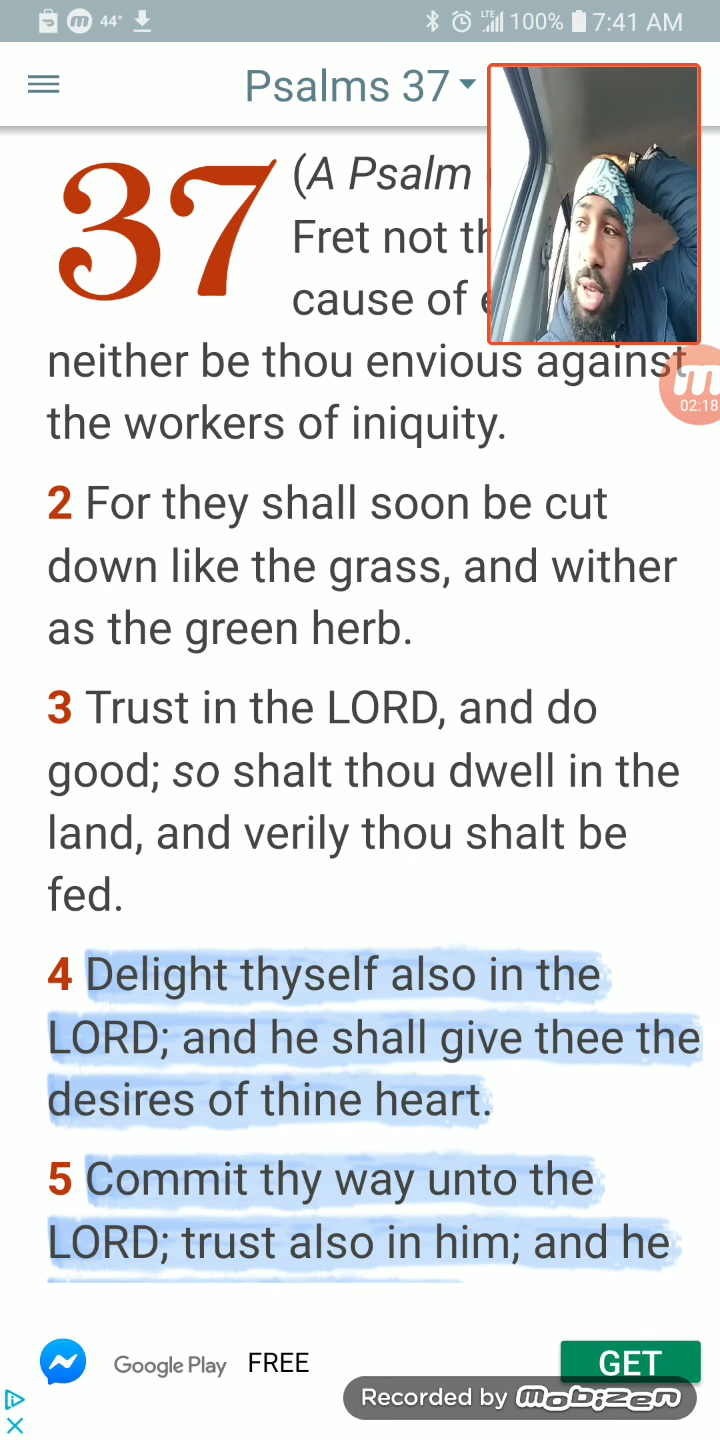 44°
LTE
100%
7:41 AM
Psalms 37
37
(A Psalm
Fret not
cause of
neither be thou envious against
the workers of iniquity.
02:18
2 For they shall soon be cut
down like the grass, and wither
as the green herb.
3 Trust in the LORD, and do
good; so shalt thou dwell in the
land, and verily thou shalt be
fed.
4 Delight thyself also in the
LORD; and he shall give thee the
desires of thine heart.
5 Commit thy way unto the
LORD; trust also in him; and he
Google Play FREE
GET
Recorded by mobizen